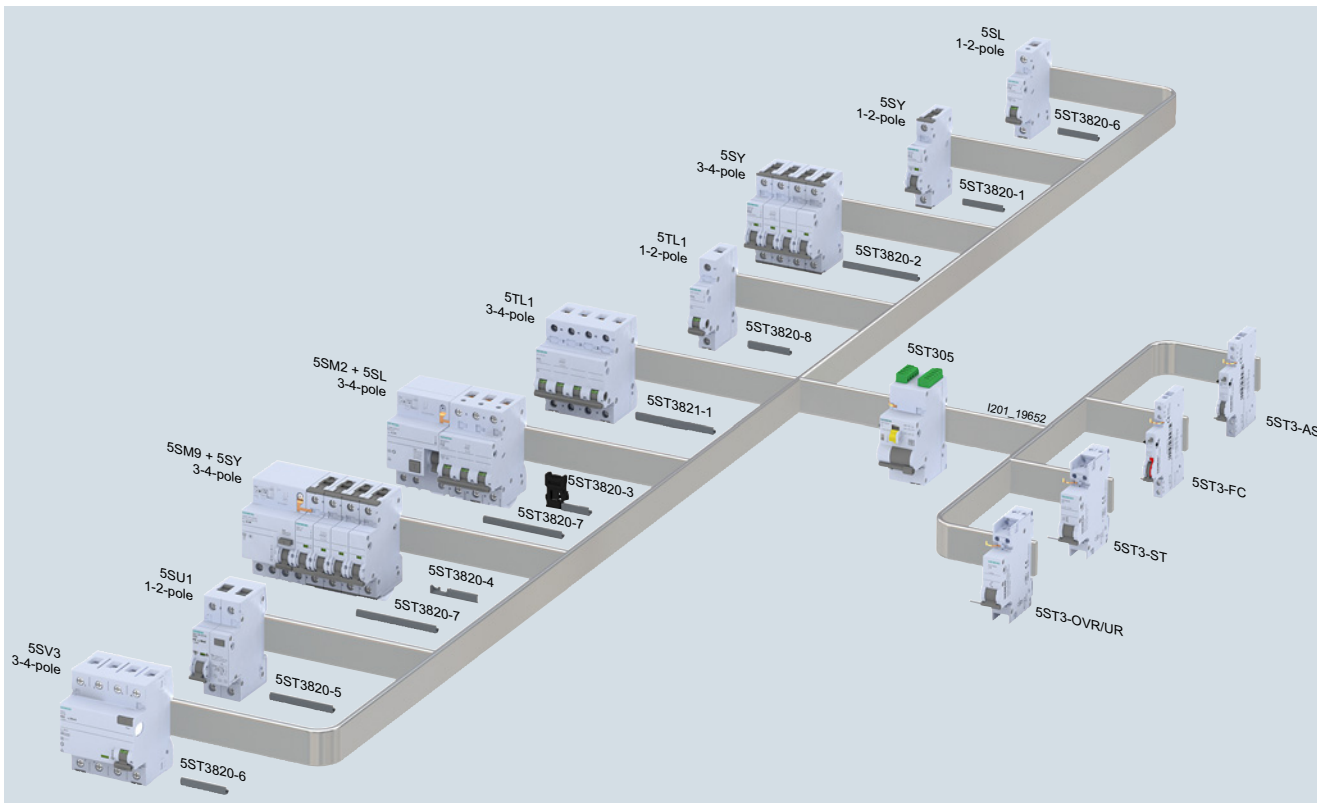 5SL
1-2-pole
5ST3820-6
5SY
1-2-pole
5ST3820-1
5SY
3-4-pole
5ST3820-2
5TL1
1-2-pole
5ST3820-8
5TL1
3-4-pole
5ST3821-1
5ST305
I201_19652
5ST3-AS
5ST3-FC
5ST3-ST
5ST3-OVR/UR
5SM2 + 5SL
3-4-pole
5ST3820-3
5ST3820-7
5SM9 + 5SY
3-4-pole
5ST3820-4
5ST3820-7
5SU1
1-2-pole
5ST3820-5
5SV3
3-4-pole
5ST3820-6